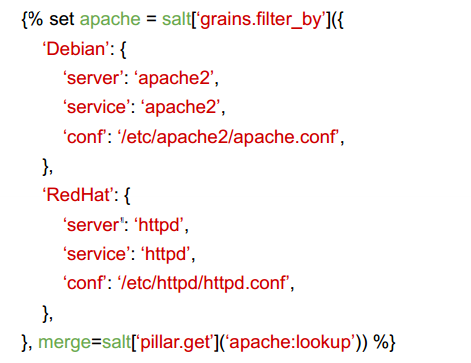 {% set apache = salt[‘grains.filter_by’]({
‘Debian’: {
‘server’: ‘apache2’,
‘service’: ‘apache2’,
‘conf’: ‘/etc/apache2/apache.conf’,
},
‘RedHat’: {
‘server’: ‘httpd’,
‘service’: ‘httpd’,
‘conf’: ‘/etc/httpd/httpd.conf’,
},
}, merge=salt[‘pillar.get’](‘apache:lookup’)) %}